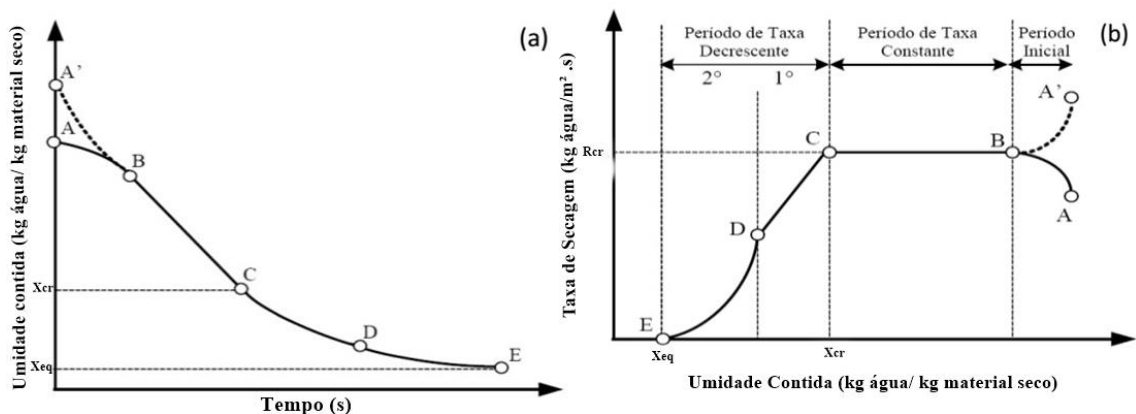 (a)
Umidade contida (kg água/ kg material seco)
A'
A
B
C
D
E
Xcr
Xeq
Tempo (s)
(b)
Taxa de Secagem (kg água/m² .s)
Período de Taxa
Decrescente
2° 1°
Período de Taxa
Constante
Período
Inicial
A'
Rcr
C
B
A
D
E
Xeq
Xcr
Umidade Contida (kg água/ kg material seco)